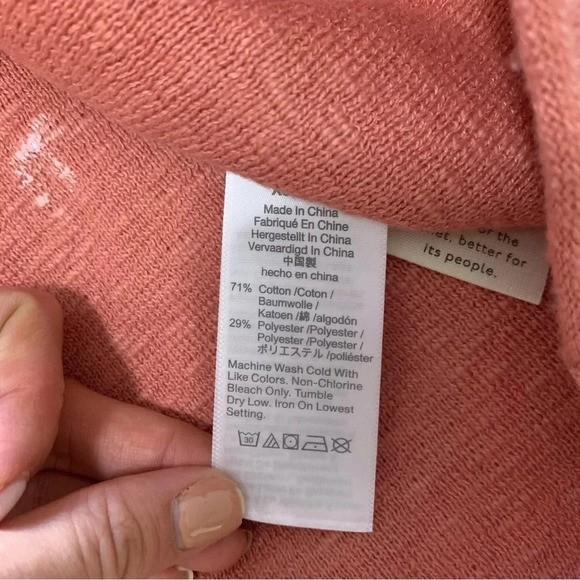 Made In China
Fabriqué En Chine
Hergestellt In China
Vervaardigd In China
中国製
hecho en china
71% Cotton /Coton /
Baumwolle /
Katoen /綿 /algodón
29% Polyester /Polyester /
Polyester /Polyester /
ポリエステル /poliéster
Machine Wash Cold With
Like Colors. Non-Chlorine
Bleach Only. Tumble
Dry Low. Iron On Lowest
Setting.
30
of the
better for
its people.